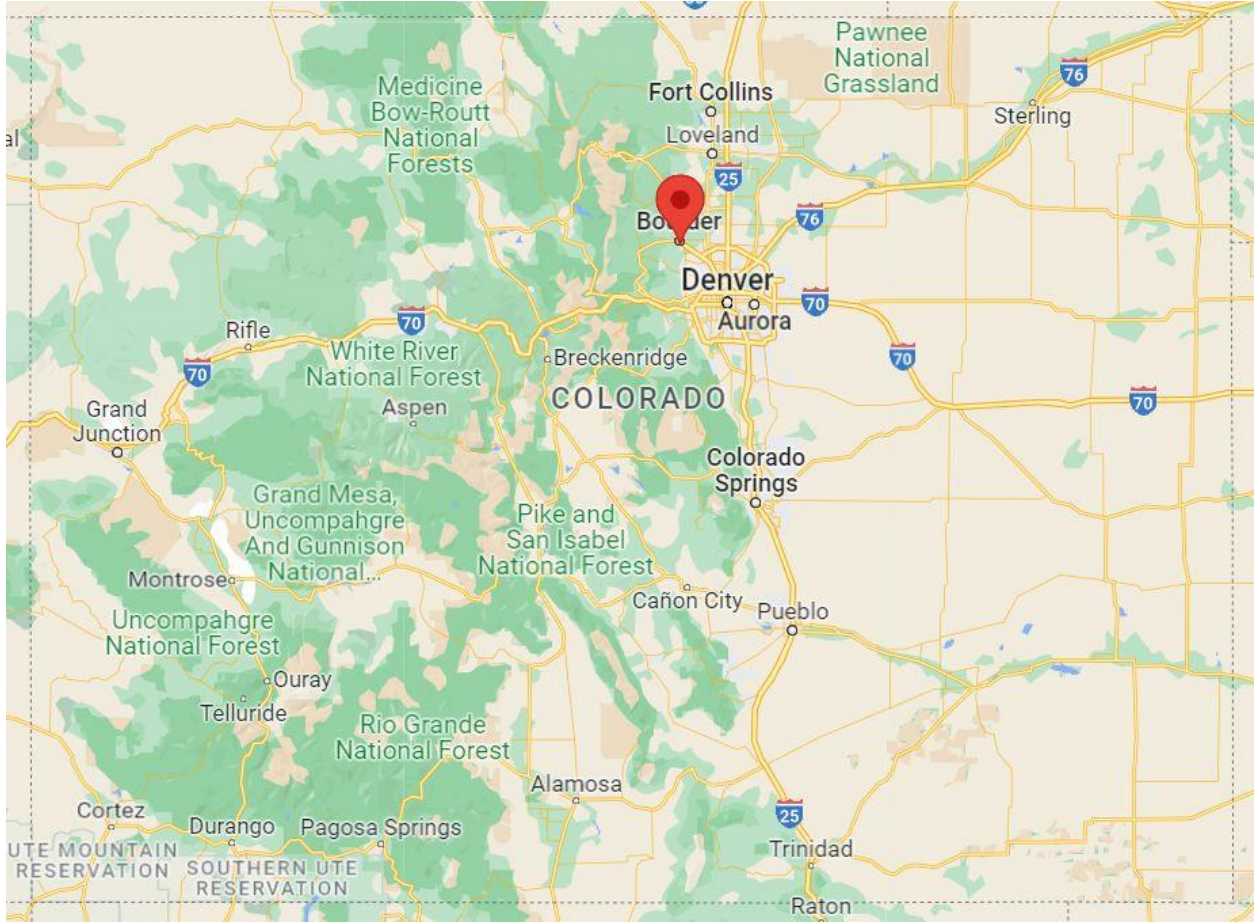 Pawnee
National
Grassland
76
Medicine
Bow-Routt
National
Forests
Fort Collins
Sterling
Loveland
al
25
76
Boulder
Denver
70
Aurora
70
Rifle
White River
National Forest
Breckenridge
70
70
COLORADO
70
Aspen
Grand
Junction
Colorado
Springs
Grand Mesa,
Uncompahgre
And Gunnison
National...
Pike and
San Isabel
National Forest
Montrose
Cañon City
Pueblo
Uncompahgre
National Forest
Ouray
Telluride
Rio Grande
National Forest
Alamosa
Cortez
25
Durango
Pagosa Springs
Trinidad
UTE MOUNTAIN
RESERVATION
SOUTHERN UTE
RESERVATION
Raton